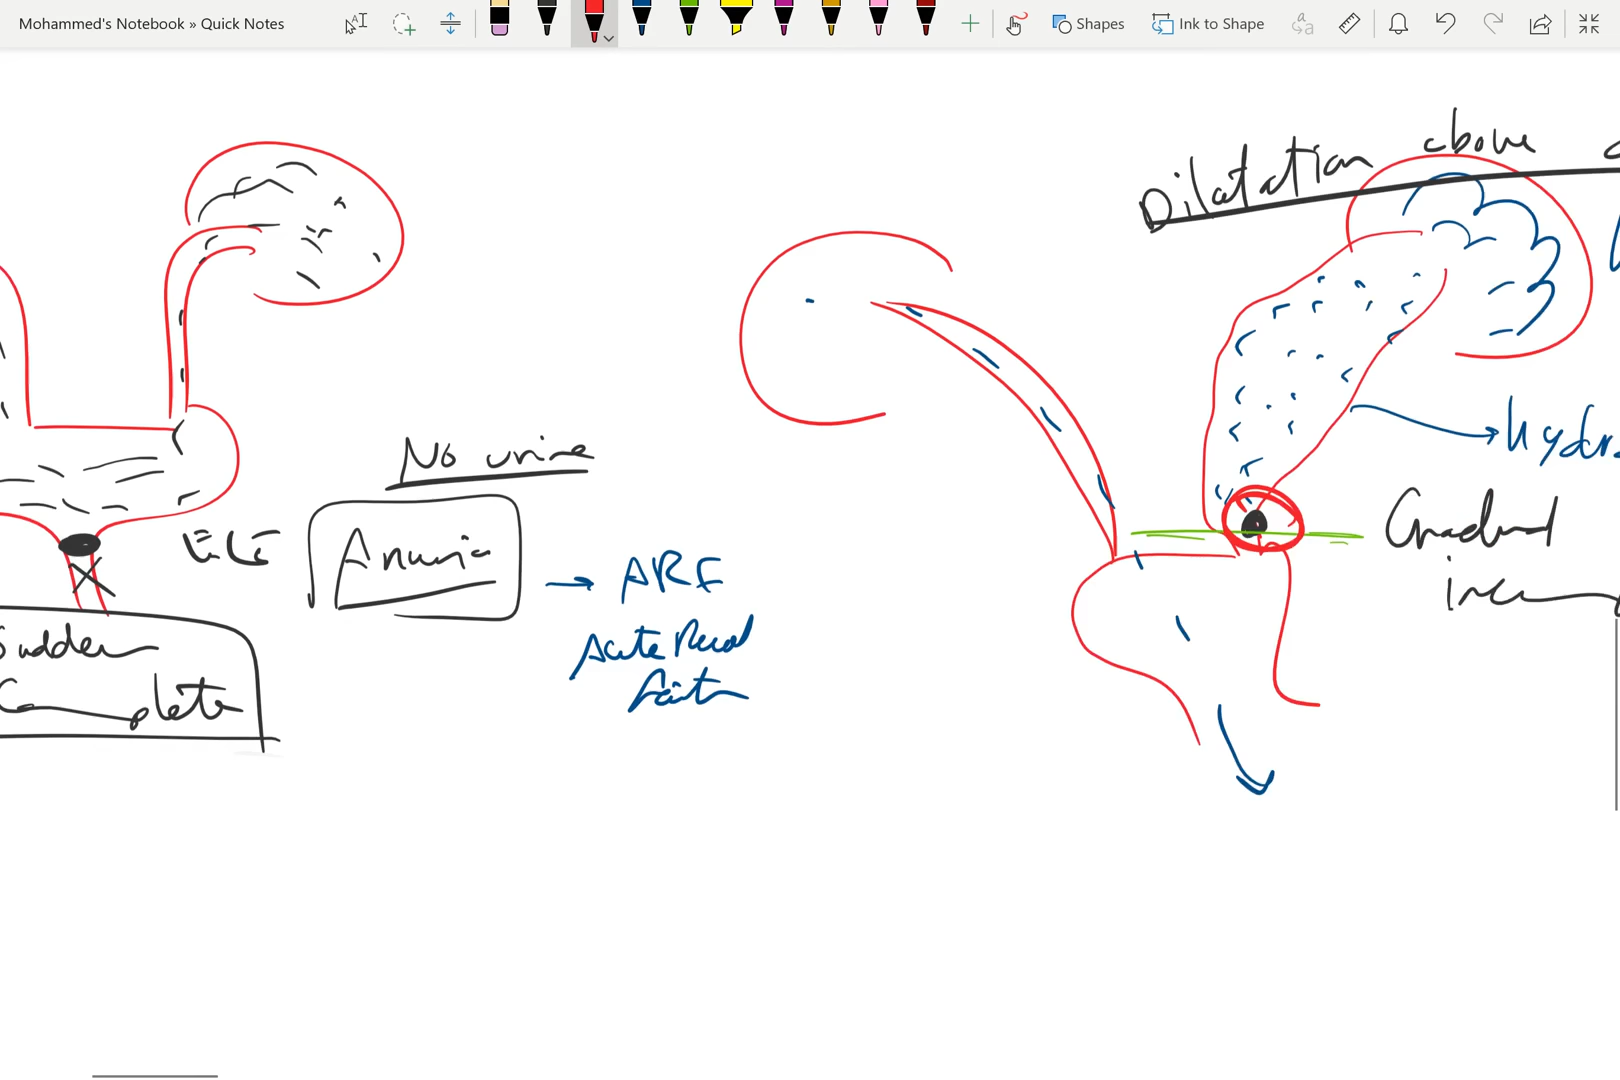 Mohammed's Notebook » Quick Notes
Shapes
Ink to Shape
Dilatation above
No urine
Anuria
→ ARF
Acute Renal
Sudden
Complete
Gradual